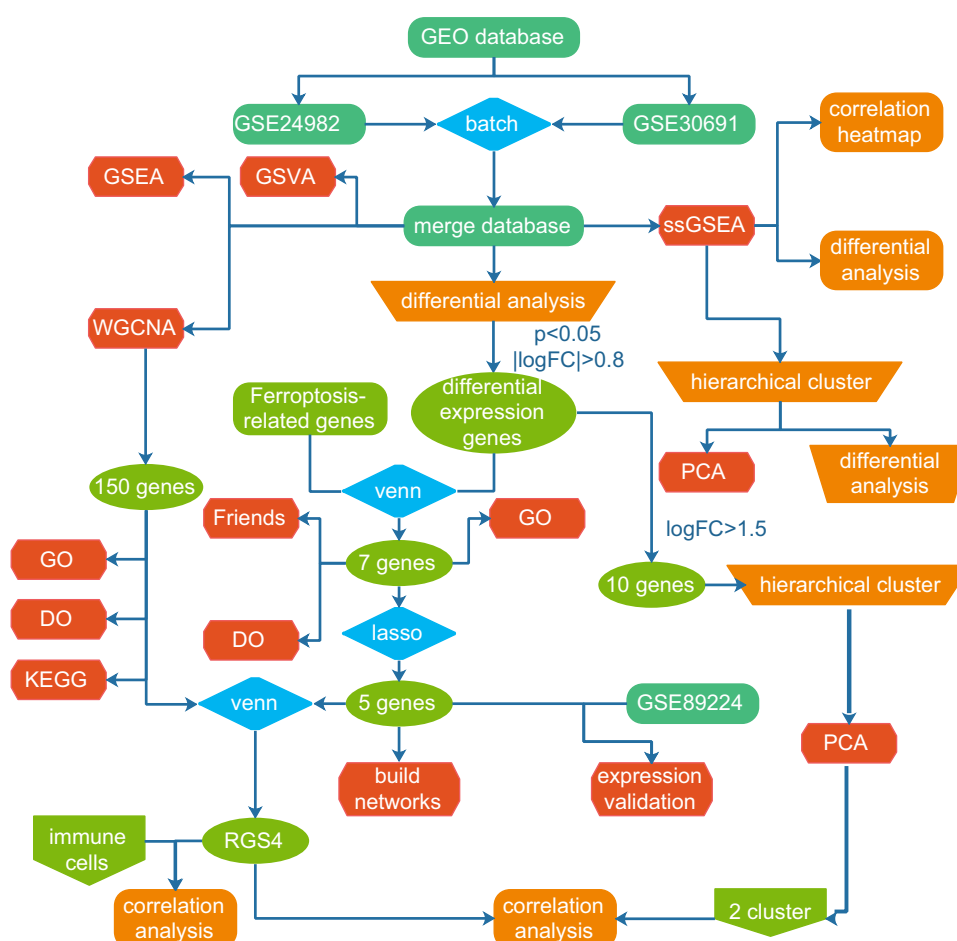 GEO database
GSE24982
batch
GSE30691
correlation
heatmap
GSEA
GSVA
merge database
ssGSEA
differential
analysis
differential analysis
WGCNA
p<0.05
|logFC|>0.8
hierarchical cluster
Ferroptosis-
related genes
differential
expression
genes
PCA
differential
analysis
150 genes
venn
Friends
GO
logFC>1.5
GO
7 genes
10 genes
hierarchical cluster
DO
DO
lasso
KEGG
venn
5 genes
GSE89224
PCA
build
networks
expression
validation
immune
cells
RGS4
correlation
analysis
correlation
analysis
2 cluster